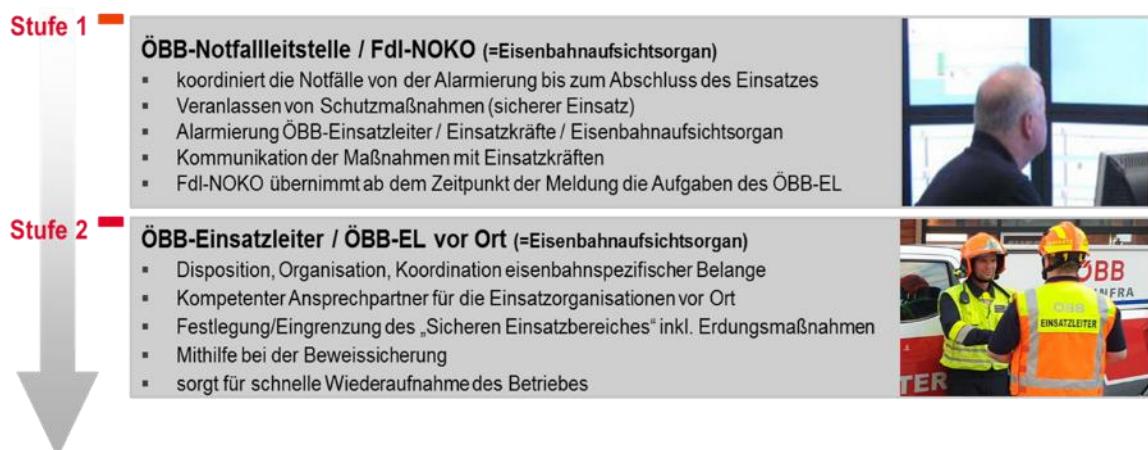 Stufe 1
ÖBB-Notfallleitstelle / Fdl-NOKO (=Eisenbahnaufsichtsorgan)
▪ koordiniert die Notfälle von der Alarmierung bis zum Abschluss des Einsatzes
▪ Veranlassen von Schutzmaßnahmen (sicherer Einsatz)
▪ Alarmierung ÖBB-Einsatzleiter / Einsatzkräfte / Eisenbahnaufsichtsorgan
▪ Kommunikation der Maßnahmen mit Einsatzkräften
▪ Fdl-NOKO übernimmt ab dem Zeitpunkt der Meldung die Aufgaben des ÖBB-EL
Stufe 2
ÖBB-Einsatzleiter / ÖBB-EL vor Ort (=Eisenbahnaufsichtsorgan)
▪ Disposition, Organisation, Koordination eisenbahnspezifischer Belange
▪ Kompetenter Ansprechpartner für die Einsatzorganisationen vor Ort
▪ Festlegung/Eingrenzung des „Sicheren Einsatzbereiches“ inkl. Erdungsmaßnahmen
▪ Mithilfe bei der Beweissicherung
▪ sorgt für schnelle Wiederaufnahme des Betriebes
ÖBB
INFRA
ÖBB
EINSATZLEITER
TER